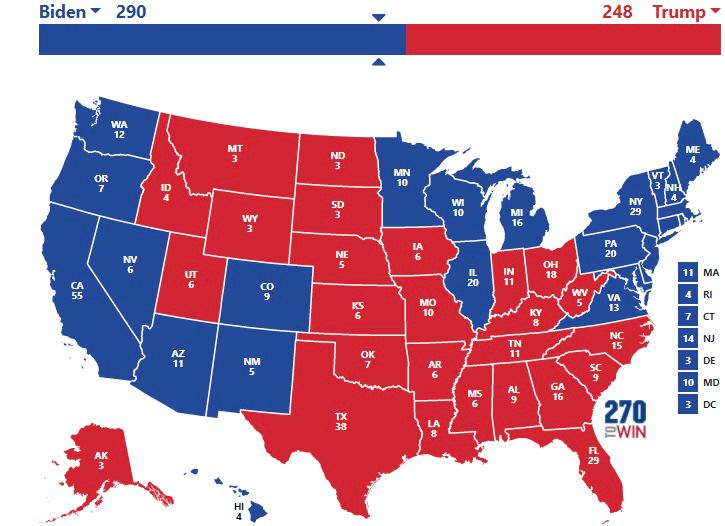 Biden 290
248 Trump
WA
12
OR
7
CA
55
NV
6
ID
4
MT
3
WY
3
UT
6
AZ
11
CO
9
NM
5
ND
3
SD
3
NE
5
KS
6
OK
7
TX
38
MN
10
IA
6
MO
10
AR
6
LA
8
WI
10
IL
20
MI
16
IN
11
OH
18
KY
8
TN
11
MS
6
AL
9
GA
16
FL
29
SC
9
NC
15
VA
13
WV
5
PA
20
NY
29
VT
3
NH
4
ME
4
AK
3
HI
4
11 MA
4 RI
7 CT
14 NJ
3 DE
10 MD
3 DC
270
TO WIN